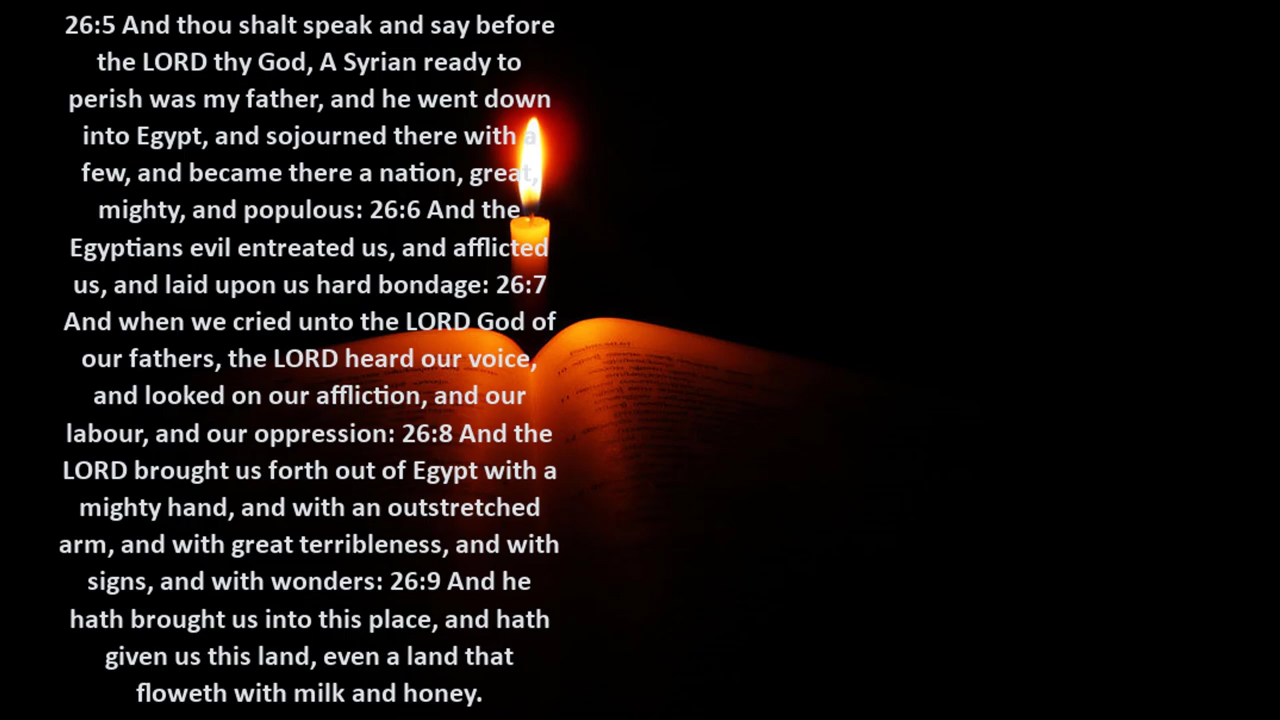 26:5 And thou shalt speak and say before
the LORD thy God, A Syrian ready to
perish was my father, and he went down
into Egypt, and sojourned there with a
few, and became there a nation, great,
mighty, and populous: 26:6 And the
Egyptians evil entreated us, and afflicted
us, and laid upon us hard bondage: 26:7
And when we cried unto the LORD God of
our fathers, the LORD heard our voice,
and looked on our affliction, and our
labour, and our oppression: 26:8 And the
LORD brought us forth out of Egypt with a
mighty hand, and with an outstretched
arm, and with great terribleness, and with
signs, and with wonders: 26:9 And he
hath brought us into this place, and hath
given us this land, even a land that
floweth with milk and honey.